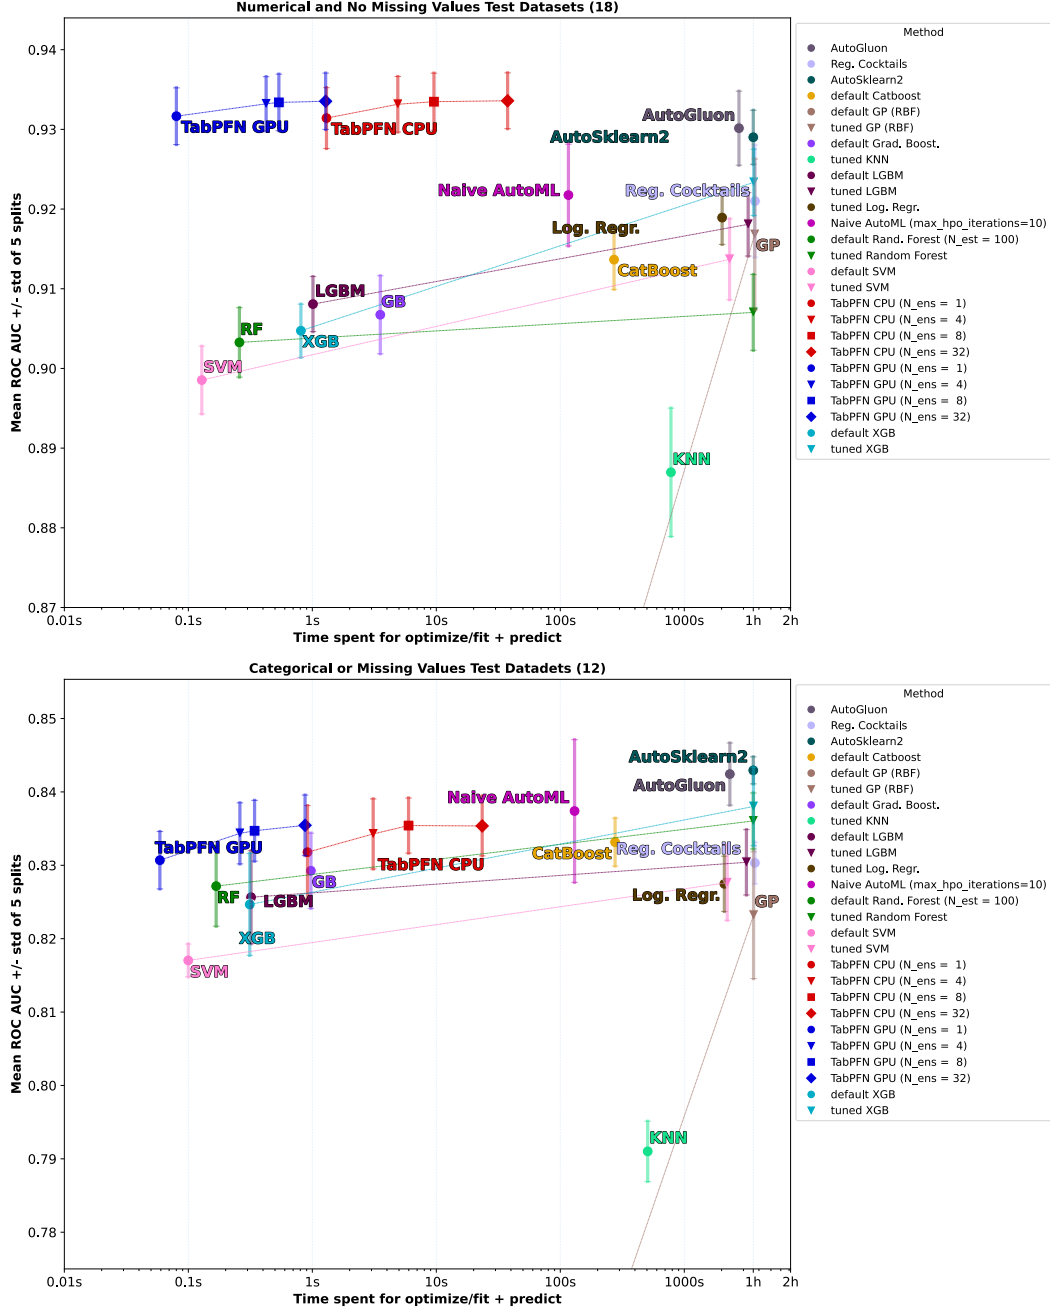 Numerical and No Missing Values Test Datasets (18)
Mean ROC AUC +/- std of 5 splits
0.94
0.93
0.92
0.91
0.90
0.89
0.88
0.87
TabPFN GPU
TabPFN CPU
AutoGluon
AutoSklearn2
Naive AutoML
Reg. Cocktails
Log. Regr.
GP
CatBoost
LGBM
GB
RF
XGB
SVM
KNN
0.01s 0.1s 1s 10s 100s 1000s 1h 2h
Time spent for optimize/fit + predict
Method
AutoGluon
Reg. Cocktails
AutoSklearn2
default Catboost
default GP (RBF)
tuned GP (RBF)
default Grad. Boost.
tuned KNN
default LGBM
tuned LGBM
tuned Log. Regr.
Naive AutoML (max_hpo_iterations=10)
default Rand. Forest (N_est = 100)
tuned Random Forest
default SVM
tuned SVM
TabPFN CPU (N_ens = 1)
TabPFN CPU (N_ens = 4)
TabPFN CPU (N_ens = 8)
TabPFN CPU (N_ens = 32)
TabPFN GPU (N_ens = 1)
TabPFN GPU (N_ens = 4)
TabPFN GPU (N_ens = 8)
TabPFN GPU (N_ens = 32)
default XGB
tuned XGB
Categorical or Missing Values Test Datadets (12)
Mean ROC AUC +/- std of 5 splits
0.85
0.84
0.83
0.82
0.81
0.80
0.79
0.78
AutoSklearn2
AutoGluon
Naive AutoML
TabPFN GPU
TabPFN CPU
CatBoost
Reg. Cocktails
GB
RF
LGBM
Log. Regr.
GP
XGB
SVM
KNN
0.01s 0.1s 1s 10s 100s 1000s 1h 2h
Time spent for optimize/fit + predict
Method
AutoGluon
Reg. Cocktails
AutoSklearn2
default Catboost
default GP (RBF)
tuned GP (RBF)
default Grad. Boost.
tuned KNN
default LGBM
tuned LGBM
tuned Log. Regr.
Naive AutoML (max_hpo_iterations=10)
default Rand. Forest (N_est = 100)
tuned Random Forest
default SVM
tuned SVM
TabPFN CPU (N_ens = 1)
TabPFN CPU (N_ens = 4)
TabPFN CPU (N_ens = 8)
TabPFN CPU (N_ens = 32)
TabPFN GPU (N_ens = 1)
TabPFN GPU (N_ens = 4)
TabPFN GPU (N_ens = 8)
TabPFN GPU (N_ens = 32)
default XGB
tuned XGB